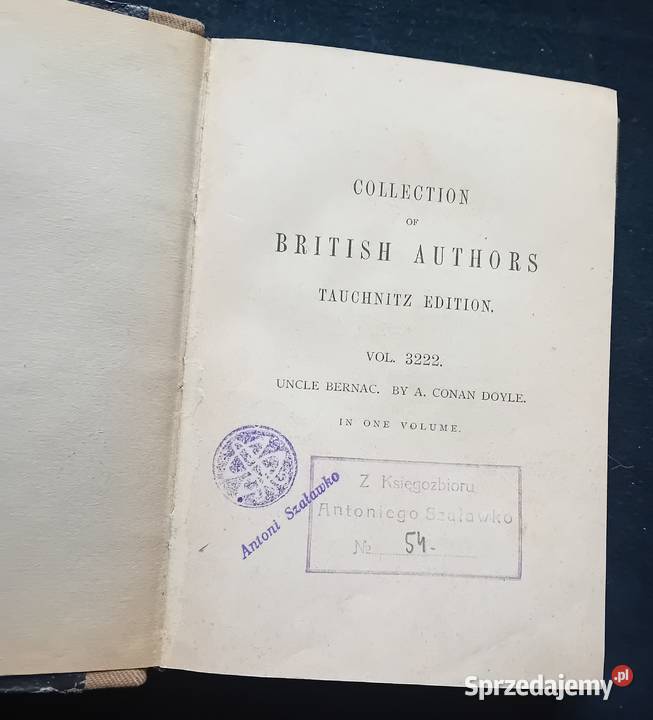 COLLECTION
OF
BRITISH AUTHORS
TAUCHNITZ EDITION.
VOL. 3222.
UNCLE BERNAC. BY A. CONAN DOYLE.
IN ONE VOLUME.
Antoni Szaławko
Z Księgozbioru
Antoniego Szaławko
№ 54.
Sprzedajemy.pl